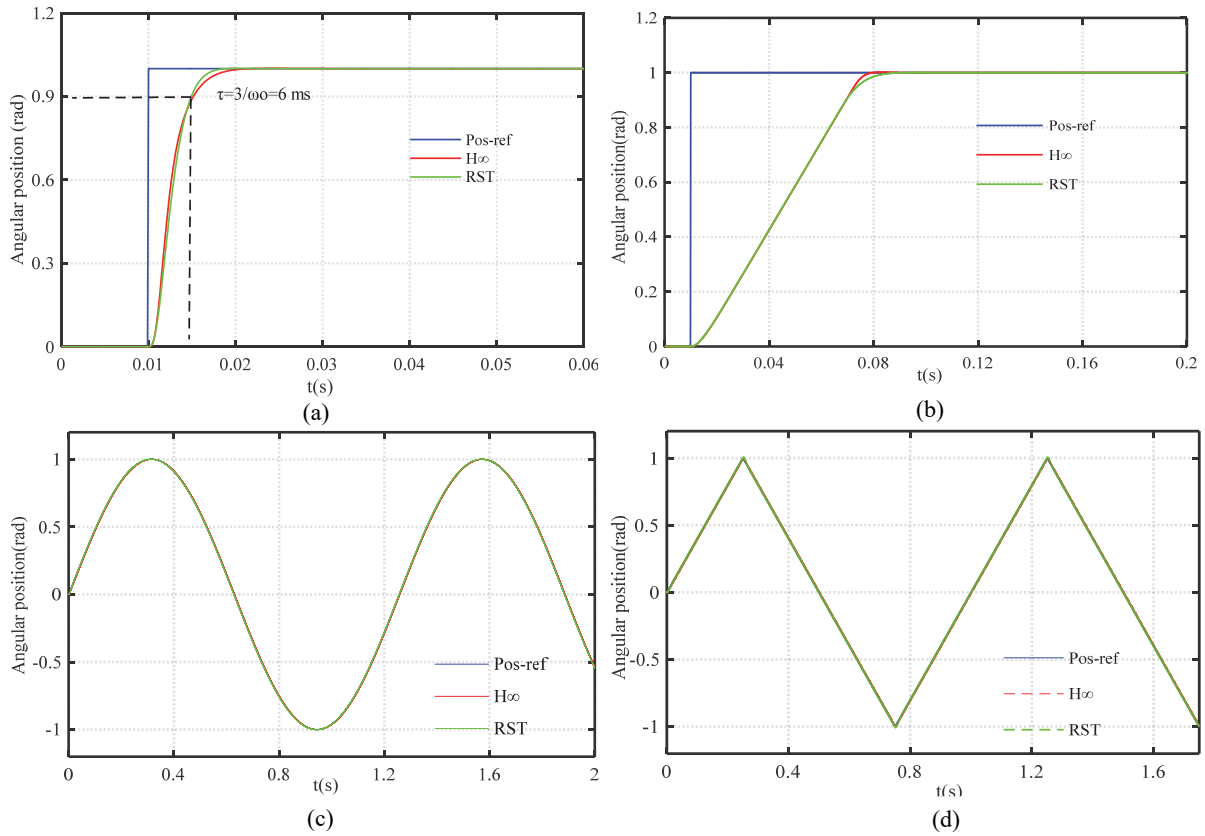 1.2
0.9
0.6
0.3
0
Angular position (rad)
τ=3/ωo=6 ms
Pos-ref
H∞
RST
0
0.01
0.02
0.03
0.04
0.05
0.06
t(s)
(a)
1.2
1
0.8
0.6
0.4
0.2
0
Angular position(rad)
Pos-ref
H∞
RST
0
0.04
0.08
0.12
0.16
0.2
t(s)
(b)
1
0.5
0
-0.5
-1
Angular position(rad)
Pos-ref
H∞
RST
0
0.4
0.8
1.2
1.6
2
t(s)
(c)
1
0.5
0
-0.5
-1
Angular position(rad)
Pos-ref
H∞
RST
0
0.4
0.8
1.2
1.6
t(s)
(d)